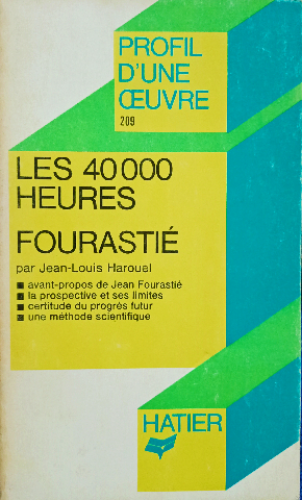 PROFIL
D'UNE
ŒUVRE
209
LES 40 000
HEURES
FOURASTIÉ
par Jean-Louis Harouel
■ avant-propos de Jean Fourastié
■ la prospective et ses limites
■ certitude du progrès futur
■ une méthode scientifique
HATIER